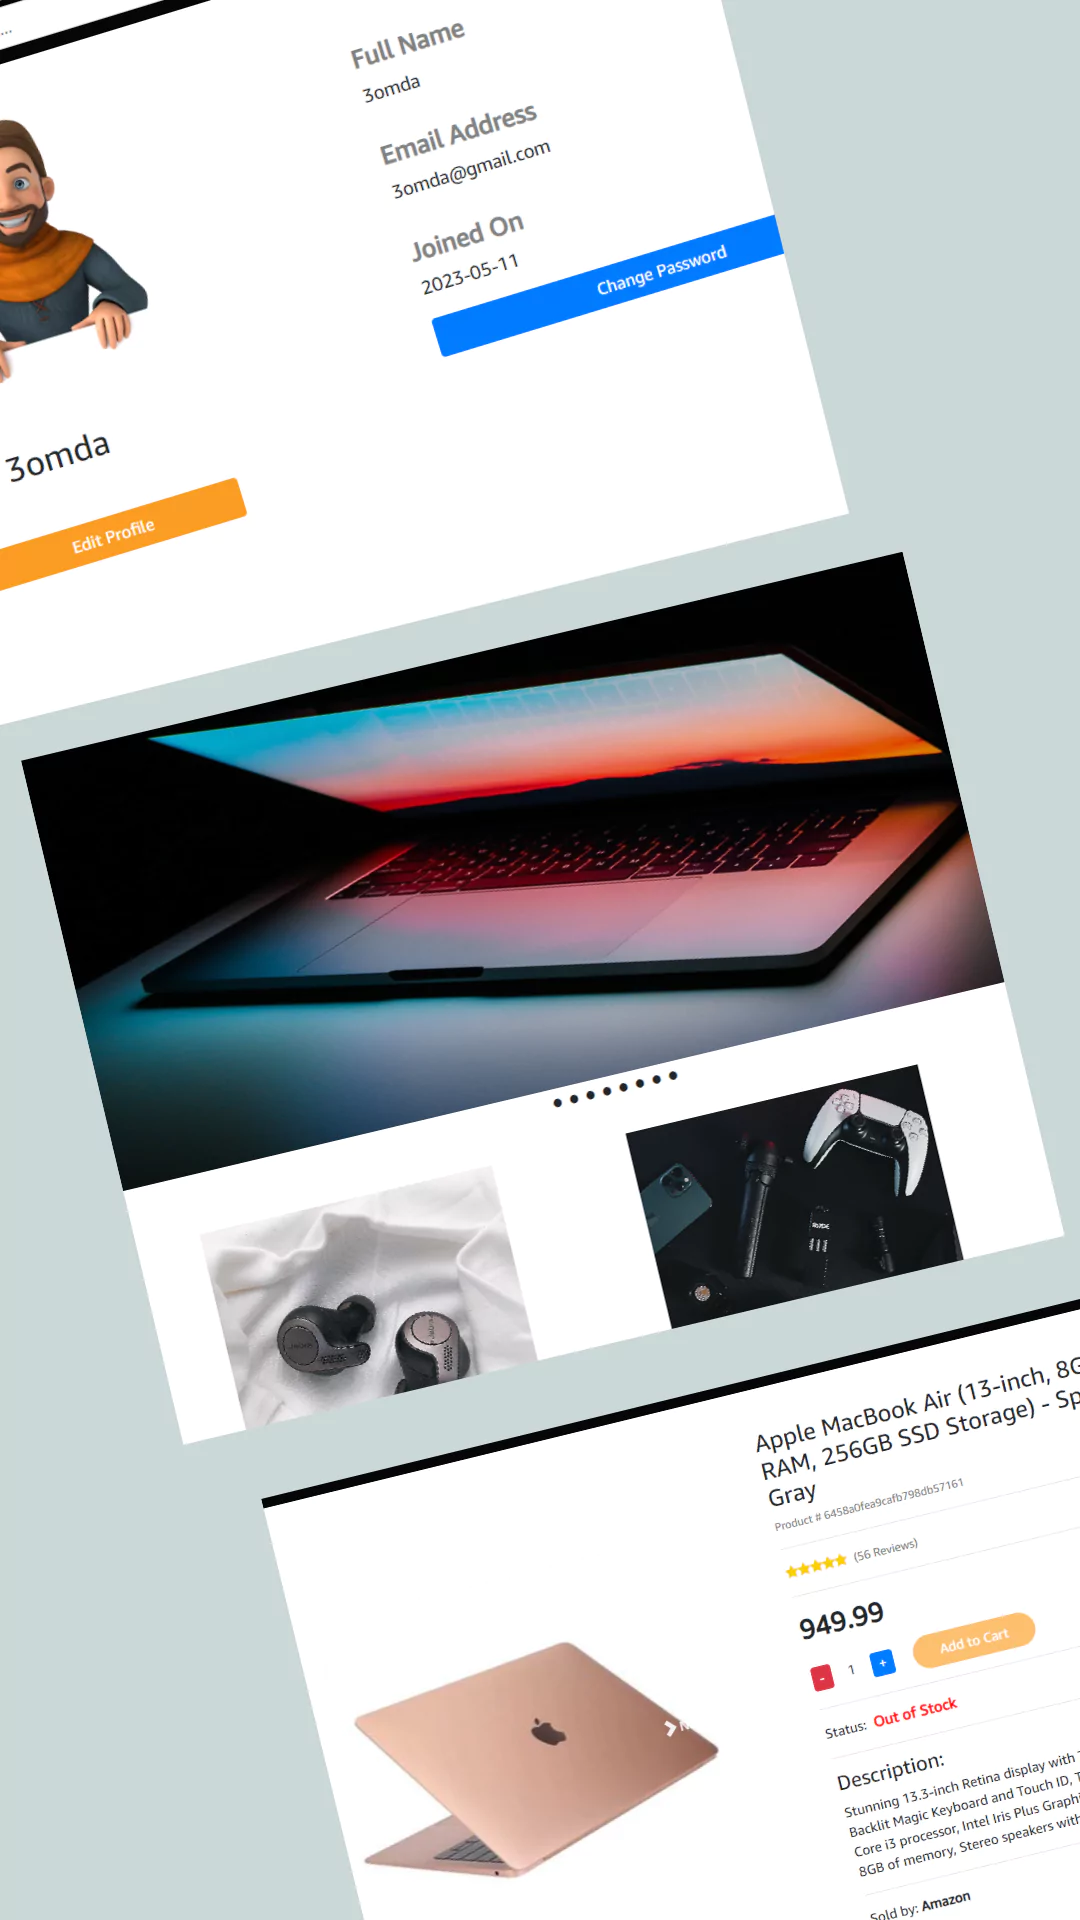 ...
Full Name
3omda
Email Address
3omda@gmail.com
Joined On
2023-05-11
Change Password
3omda
Edit Profile
RODE
Apple MacBook Air (13-inch, 8G
RAM, 256GB SSD Storage) - Sp
Gray
Product # 6458a0fea9cafb798db57161
(56 Reviews)
949.99
- 1 + Add to Cart
Status: Out of Stock
Description:
Stunning 13.3-inch Retina display with T
Backlit Magic Keyboard and Touch ID, T
Core i3 processor, Intel Iris Plus Graphi
8GB of memory, Stereo speakers with
Sold by: Amazon